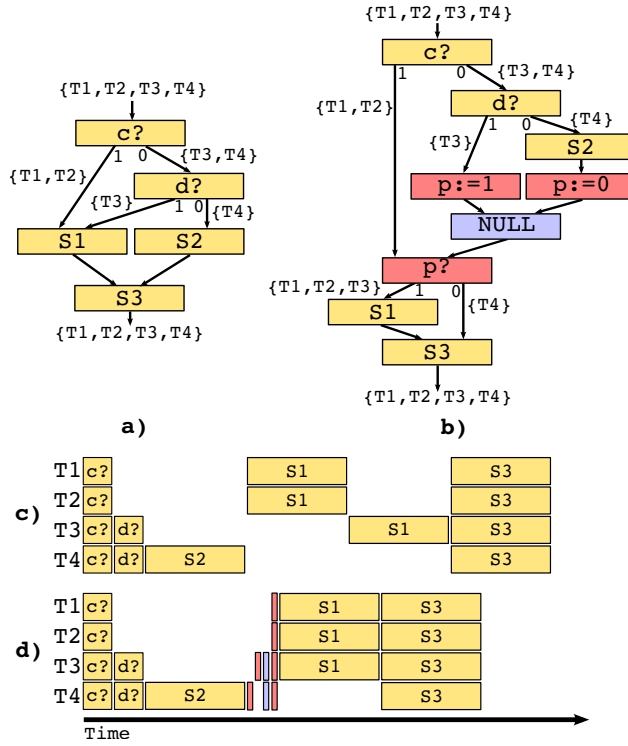 {T1,T2,T3,T4}
c?
1 0
{T1,T2}
{T3,T4}
d?
{T3}
1 0
{T4}
S1
S2
S3
{T1,T2,T3,T4}
a)
{T1,T2,T3,T4}
c?
1 0
{T3,T4}
{T1,T2}
d?
1 0
{T3}
{T4}
S2
p:=1
p:=0
NULL
p?
{T1,T2,T3}
1 0
{T4}
S1
S3
{T1,T2,T3,T4}
b)
c)
T1 c? S1 S3
T2 c? S1 S3
T3 c? d? S1 S3
T4 c? d? S2 S3
d)
T1 c? S1 S3
T2 c? S1 S3
T3 c? d? S1 S3
T4 c? d? S2 S3
Time